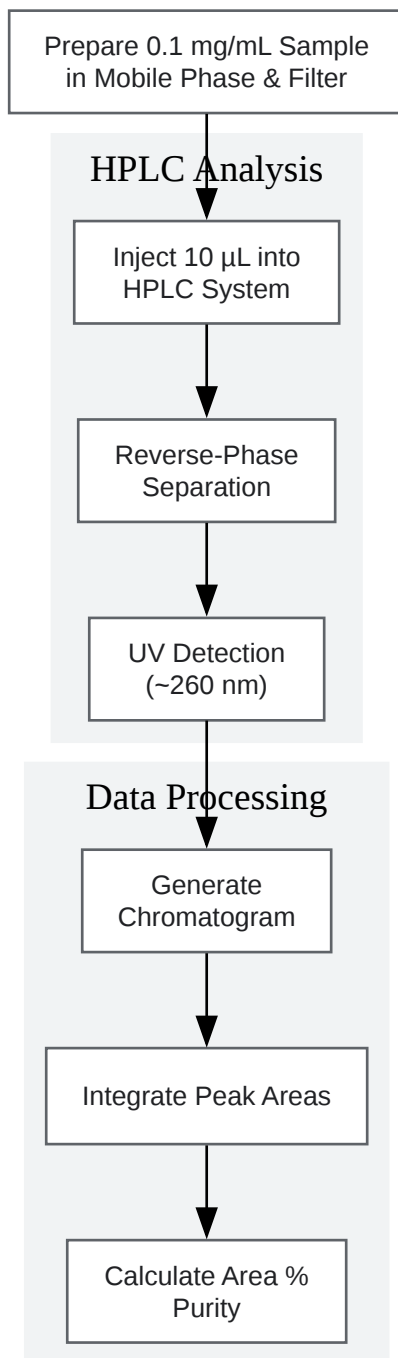 Prepare 0.1 mg/mL Sample
in Mobile Phase & Filter
HPLC Analysis
Inject 10 µL into
HPLC System
Reverse-Phase
Separation
UV Detection
(~260 nm)
Data Processing
Generate
Chromatogram
Integrate Peak Areas
Calculate Area %
Purity